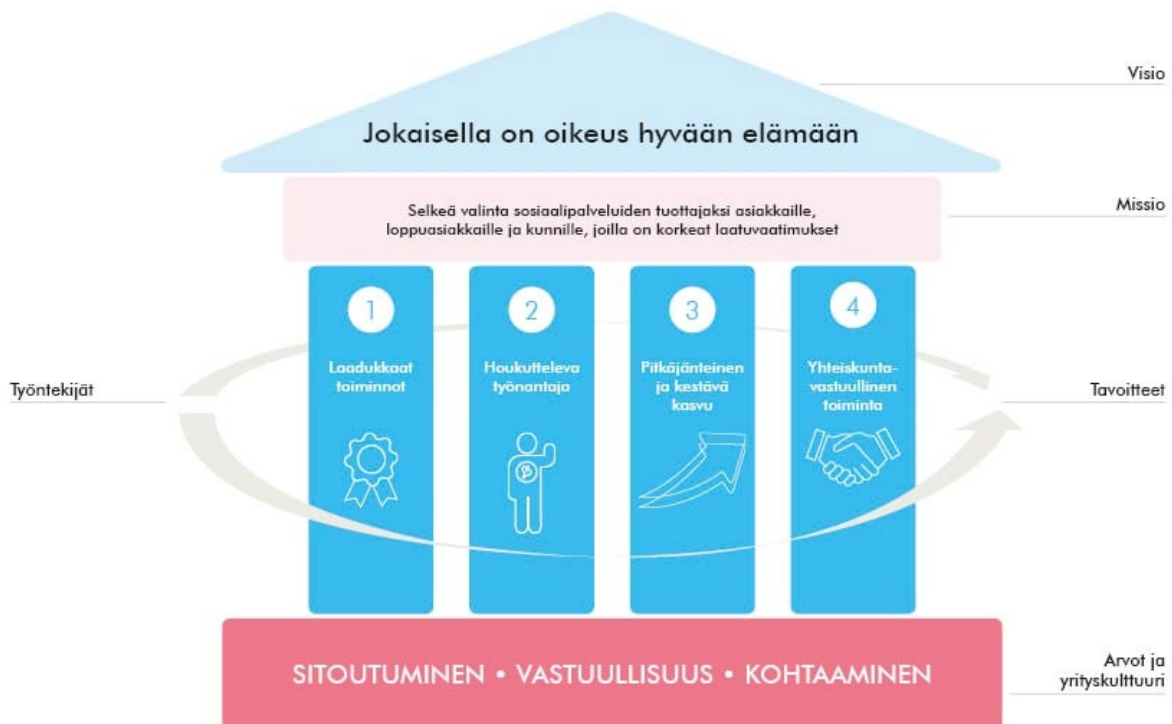 Visio
Jokaisella on oikeus hyvään elämään
Missio
Selkeä valinta sosiaalipalveluiden tuottajaksi asiakkaille,
loppuasiakkaille ja kunnille, joilla on korkeat laatuvaatimukset
1
Laadukkaat
toiminnot
2
Houkutteleva
työnantaja
3
Pitkäjänteinen
ja kestävä
kasvu
4
Yhteiskunta-
vastuullinen
toiminta
Työntekijät
Tavoitteet
SITOUTUMINEN • VASTUULLISUUS • KOHTAAMINEN
Arvot ja
yrityskulttuuri